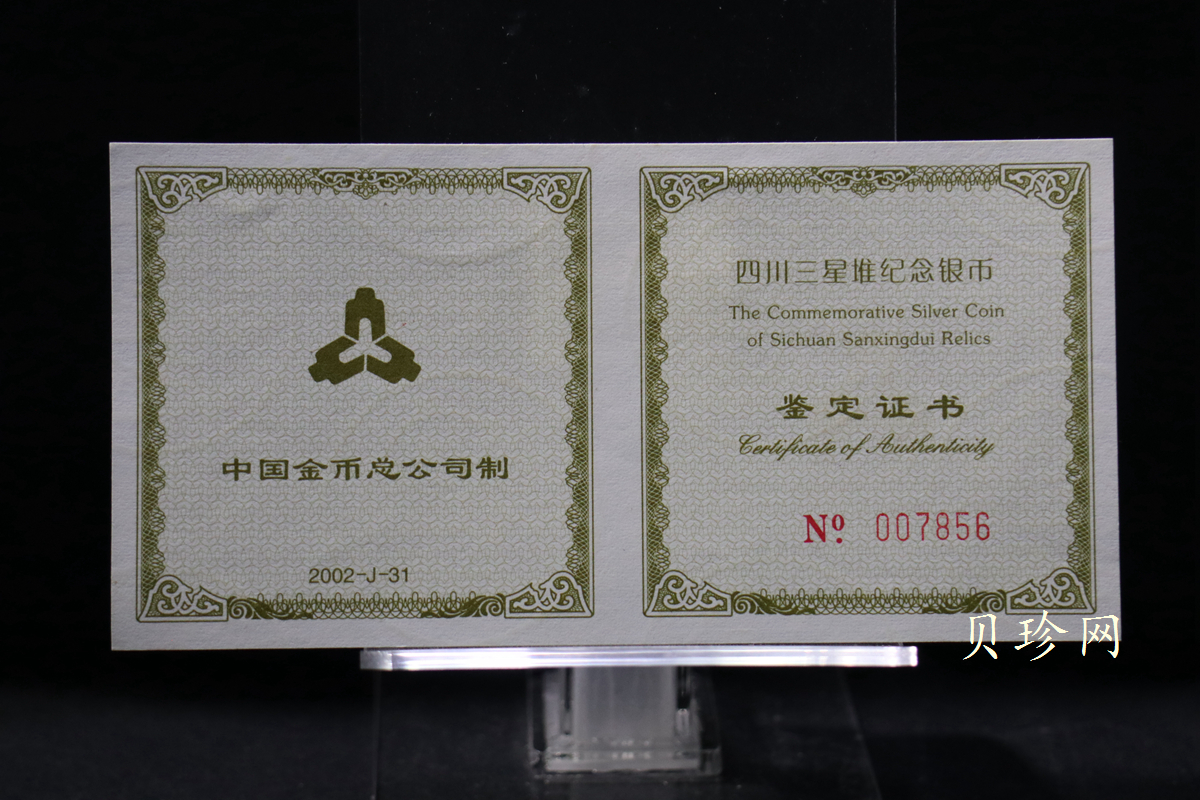 中国金币总公司制
2002-J-31
四川三星堆纪念银币
The Commemorative Silver Coin
of Sichuan Sanxingdui Relics
鉴定证书
Certificate of Authenticity
Nº 007856
贝珍网